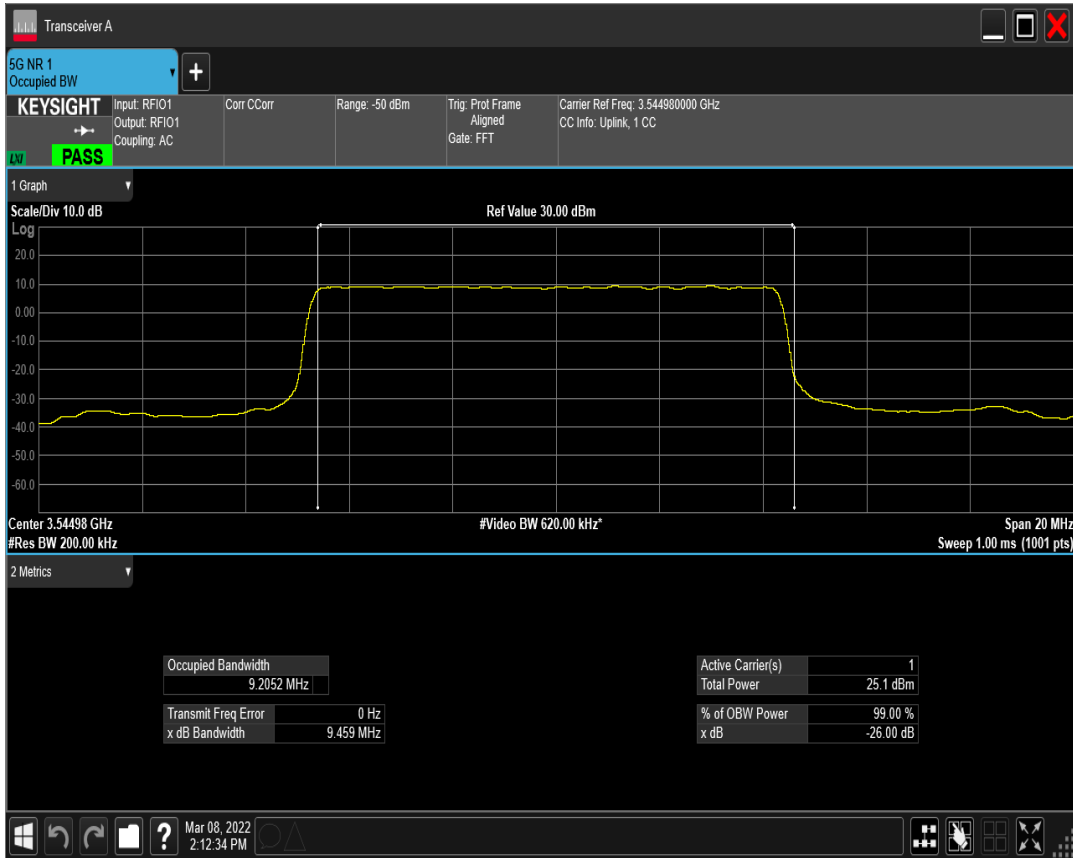 Transceiver A
5G NR 1
Occupied BW
+
KEYSIGHT
LXI
PASS
Input: RFIO1
Output: RFIO1
Coupling: AC
Corr CCorr
Range: -50 dBm
Trig: Prot Frame
Aligned
Gate: FFT
Carrier Ref Freq: 3.544980000 GHz
CC Info: Uplink, 1 CC
1 Graph
Scale/Div 10.0 dB
Ref Value 30.00 dBm
Log
20.0
10.0
0.00
-10.0
-20.0
-30.0
-40.0
-50.0
-60.0
Center 3.54498 GHz
#Video BW 620.00 kHz*
Span 20 MHz
#Res BW 200.00 kHz
Sweep 1.00 ms (1001 pts)
2 Metrics
Occupied Bandwidth
9.2052 MHz
Transmit Freq Error 0 Hz
x dB Bandwidth 9.459 MHz
Active Carrier(s) 1
Total Power 25.1 dBm
% of OBW Power 99.00 %
x dB -26.00 dB
?
Mar 08, 2022
2:12:34 PM